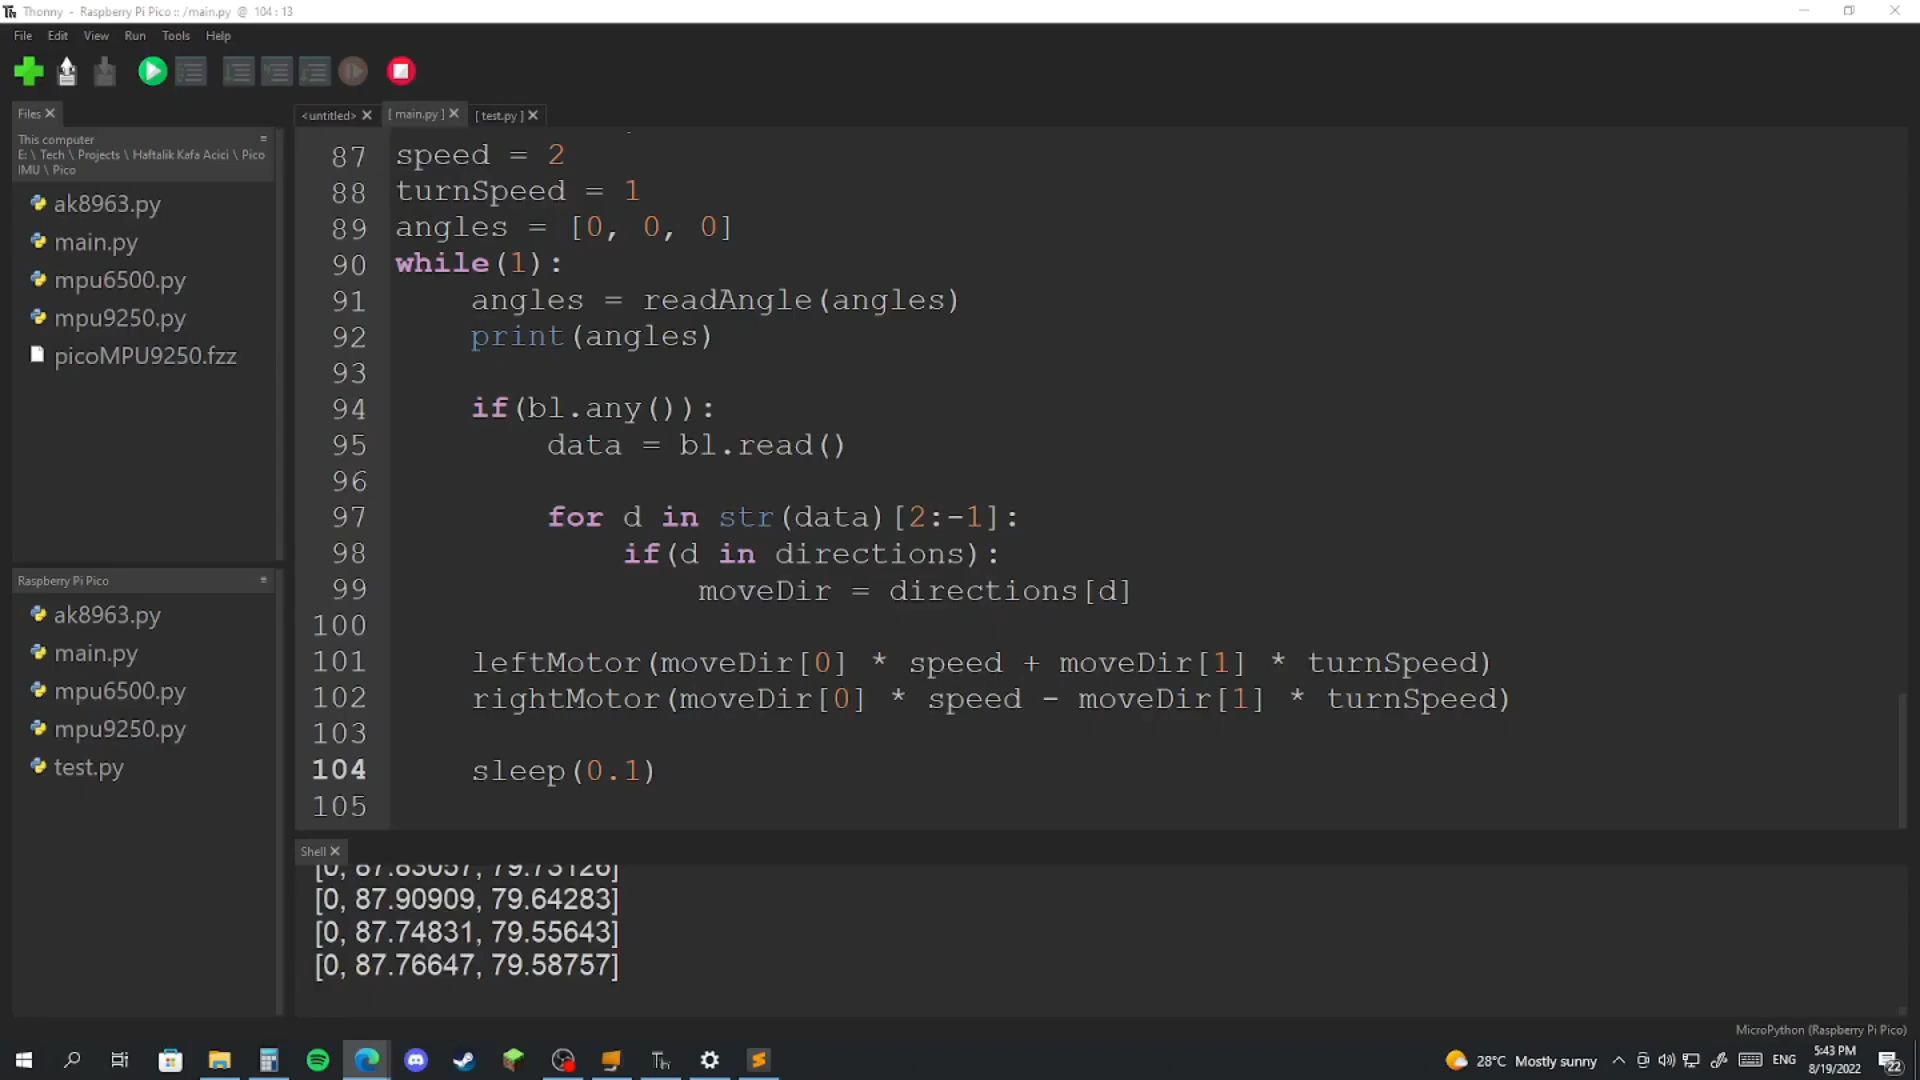 Thonny - Raspberry Pi Pico :: /main.py @ 104 : 13
File Edit View Run Tools Help
Files
This computer
E: \ Tech \ Projects \ Haftalik Kafa Acici \ Pico
IMU \ Pico
ak8963.py
main.py
mpu6500.py
mpu9250.py
picoMPU9250.fzz
Raspberry Pi Pico
ak8963.py
main.py
mpu6500.py
mpu9250.py
test.py
<untitled> [ main.py ] [ test.py ]
87 speed = 2
88 turnSpeed = 1
89 angles = [0, 0, 0]
90 while(1):
91 angles = readAngle(angles)
92 print(angles)
93
94 if(bl.any()):
95 data = bl.read()
96
97 for d in str(data)[2:-1]:
98 if(d in directions):
99 moveDir = directions[d]
100
101 leftMotor(moveDir[0] * speed + moveDir[1] * turnSpeed)
102 rightMotor(moveDir[0] * speed - moveDir[1] * turnSpeed)
103
104 sleep(0.1)
105
Shell
[0, 87.83057, 79.73126]
[0, 87.90909, 79.64283]
[0, 87.74831, 79.55643]
[0, 87.76647, 79.58757]
MicroPython (Raspberry Pi Pico)
28°C Mostly sunny
ENG
5:43 PM
8/19/2022
22